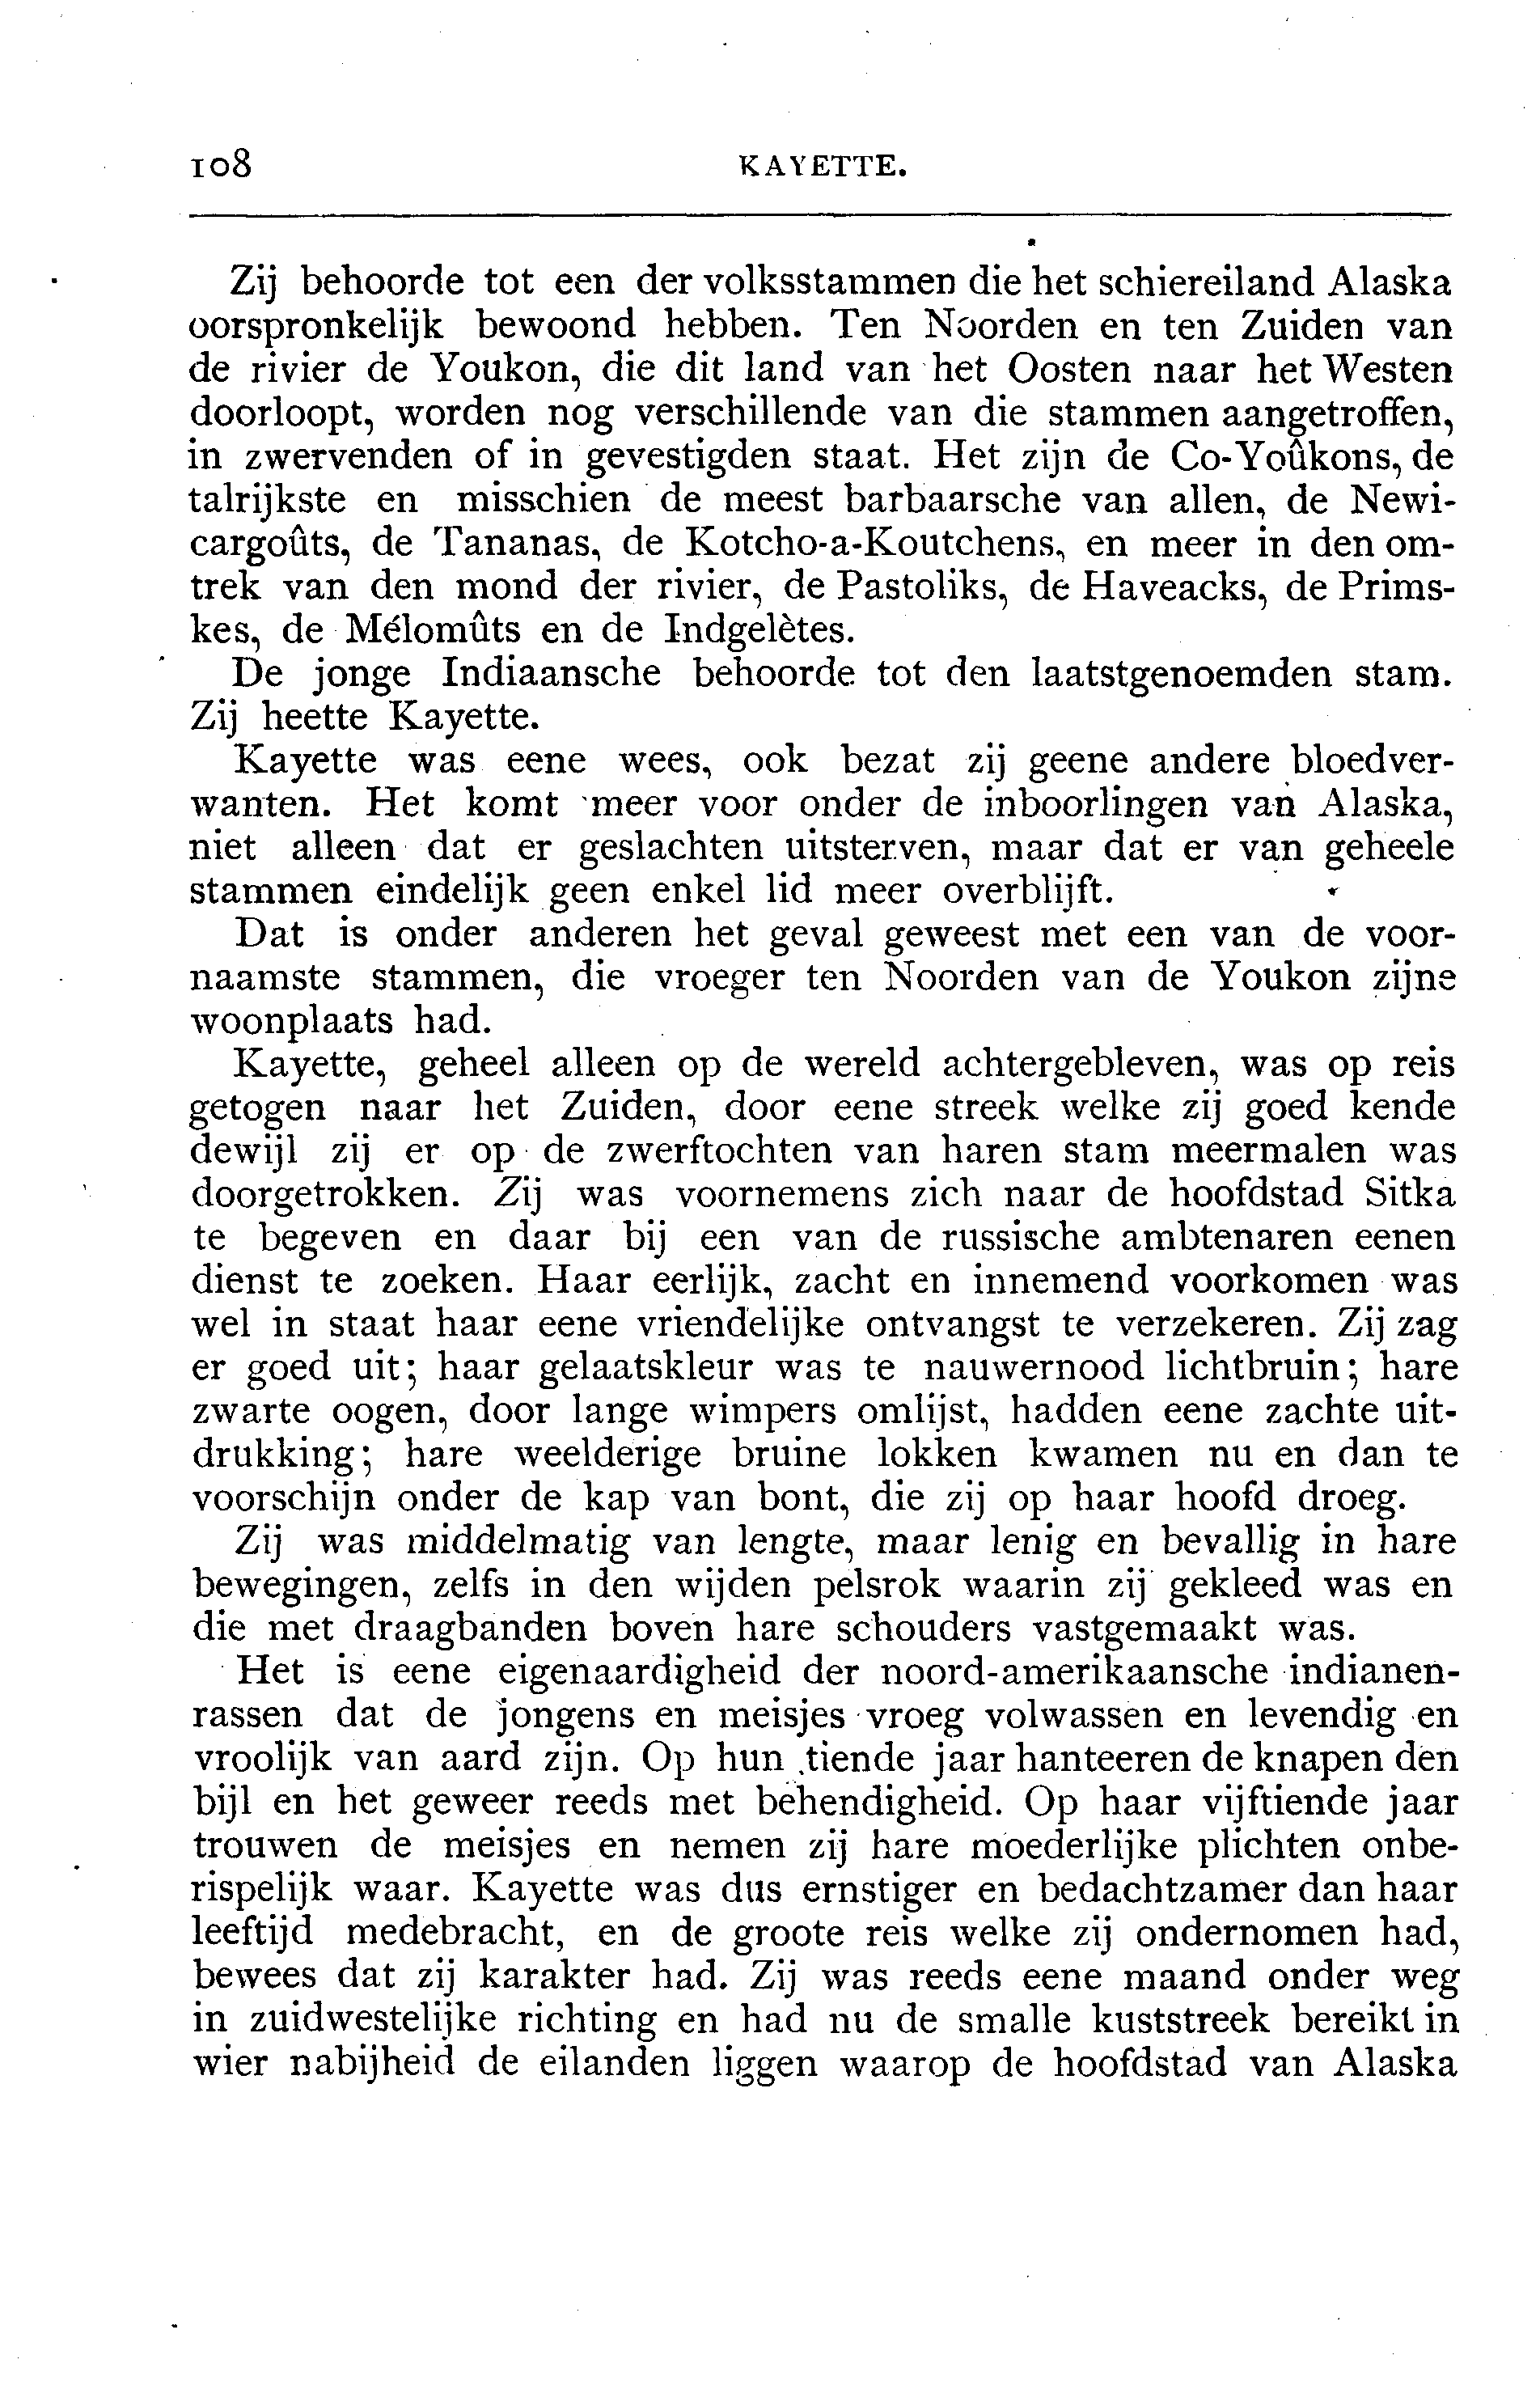 108 KAYETTE.
Zij behoorde tot een der volksstammen die het schiereiland Alaska
oorspronkelijk bewoond hebben. Ten Noorden en ten Zuiden van
de rivier de Youkon, die dit land van het Oosten naar het Westen
doorloopt, worden nog verschillende van die stammen aangetroffen,
in zwervenden of in gevestigden staat. Het zijn de Co-Yoûkons, de
talrijkste en misschien de meest barbaarsche van allen, de Newi-
cargoûts, de Tananas, de Kotcho-a-Koutchens, en meer in den om-
trek van den mond der rivier, de Pastoliks, de Haveacks, de Prims-
kes, de Mélomûts en de Indgelètes.
De jonge Indiaansche behoorde tot den laatstgenoemden stam.
Zij heette Kayette.
Kayette was eene wees, ook bezat zij geene andere bloedver-
wanten. Het komt meer voor onder de inboorlingen van Alaska,
niet alleen dat er geslachten uitsterven, maar dat er van geheele
stammen eindelijk geen enkel lid meer overblijft.
Dat is onder anderen het geval geweest met een van de voor-
naamste stammen, die vroeger ten Noorden van de Youkon zijne
woonplaats had.
Kayette, geheel alleen op de wereld achtergebleven, was op reis
getogen naar het Zuiden, door eene streek welke zij goed kende
dewijl zij er op de zwerftochten van haren stam meermalen was
doorgetrokken. Zij was voornemens zich naar de hoofdstad Sitka
te begeven en daar bij een van de russische ambtenaren eenen
dienst te zoeken. Haar eerlijk, zacht en innemend voorkomen was
wel in staat haar eene vriendelijke ontvangst te verzekeren. Zij zag
er goed uit; haar gelaatskleur was te nauwernood lichtbruin; hare
zwarte oogen, door lange wimpers omlijst, hadden eene zachte uit-
drukking; hare weelderige bruine lokken kwamen nu en dan te
voorschijn onder de kap van bont, die zij op haar hoofd droeg.
Zij was middelmatig van lengte, maar lenig en bevallig in hare
bewegingen, zelfs in den wijden pelsrok waarin zij gekleed was en
die met draagbanden boven hare schouders vastgemaakt was.
Het is eene eigenaardigheid der noord-amerikaansche indianen-
rassen dat de jongens en meisjes vroeg volwassen en levendig en
vroolijk van aard zijn. Op hun tiende jaar hanteeren de knapen den
bijl en het geweer reeds met behendigheid. Op haar vijftiende jaar
trouwen de meisjes en nemen zij hare moederlijke plichten onbe-
rispelijk waar. Kayette was dus ernstiger en bedachtzamer dan haar
leeftijd medebracht, en de groote reis welke zij ondernomen had,
bewees dat zij karakter had. Zij was reeds eene maand onder weg
in zuidwestelijke richting en had nu de smalle kuststreek bereikt in
wier nabijheid de eilanden liggen waarop de hoofdstad van Alaska